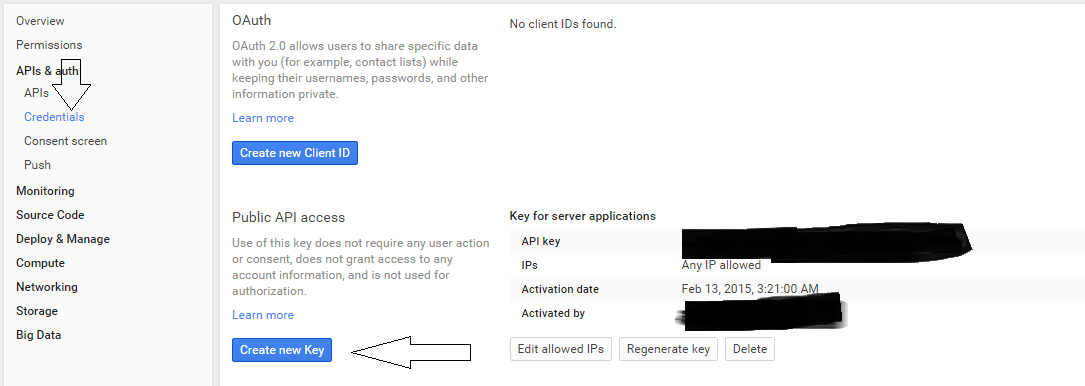 Overview
Permissions
APIs & auth
APIs
Credentials
Consent screen
Push
Monitoring
Source Code
Deploy & Manage
Compute
Networking
Storage
Big Data
OAuth
OAuth 2.0 allows users to share specific data
with you (for example, contact lists) while
keeping their usernames, passwords, and other
information private.
Learn more
Create new Client ID
No client IDs found.
Public API access
Use of this key does not require any user action
or consent, does not grant access to any
account information, and is not used for
authorization.
Learn more
Create new Key
Key for server applications
API key
IPs Any IP allowed
Activation date Feb 13, 2015, 3:21:00 AM
Activated by
Edit allowed IPs Regenerate key Delete